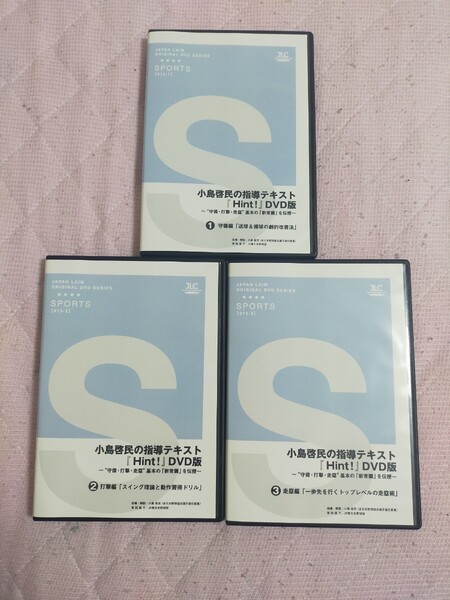 JAPAN LAIM
ORIGINAL DVD SERIES
SPORTS
JLC
S
小島啓民の指導テキスト
『Hint!』DVD版
―“守備・打撃・走塁”基本の「新常識」を伝授―
1 守備編「送球&捕球の劇的改善法」
JAPAN LAIM
ORIGINAL DVD SERIES
SPORTS
JLC
S
小島啓民の指導テキスト
『Hint!』DVD版
―“守備・打撃・走塁”基本の「新常識」を伝授―
2 打撃編「スイング理論と動作習得ドリル」
JAPAN LAIM
ORIGINAL DVD SERIES
SPORTS
JLC
S
小島啓民の指導テキスト
『Hint!』DVD版
―“守備・打撃・走塁”基本の「新常識」を伝授―
3 走塁編「一歩先を行くトップレベルの走塁術」